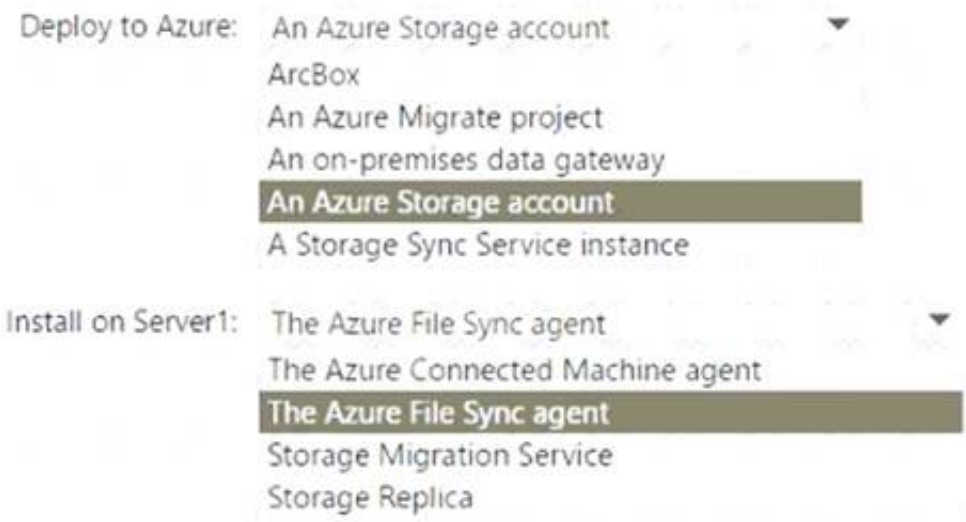 Deploy to Azure: An Azure Storage account
ArcBox
An Azure Migrate project
An on-premises data gateway
An Azure Storage account
A Storage Sync Service instance
Install on Server1: The Azure File Sync agent
The Azure Connected Machine agent
The Azure File Sync agent
Storage Migration Service
Storage Replica